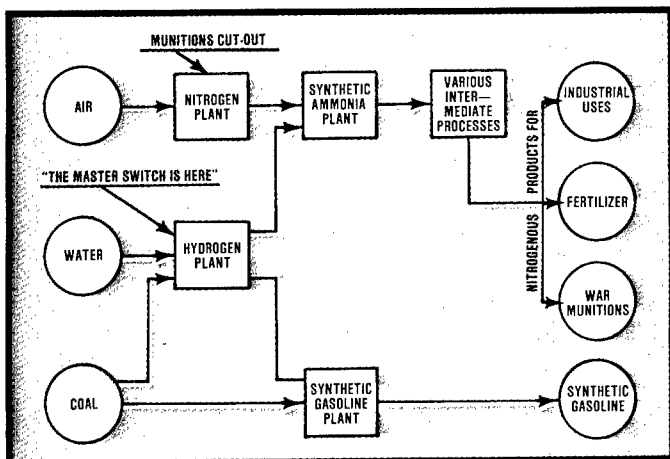 MUNITIONS CUT-OUT
AIR
NITROGEN
PLANT
SYNTHETIC
AMMONIA
PLANT
VARIOUS
INTER—
MEDIATE
PROCESSES
INDUSTRIAL
USES
NITROGENOUS PRODUCTS FOR
"THE MASTER SWITCH IS HERE"
WATER
HYDROGEN
PLANT
FERTILIZER
WAR
MUNITIONS
COAL
SYNTHETIC
GASOLINE
PLANT
SYNTHETIC
GASOLINE